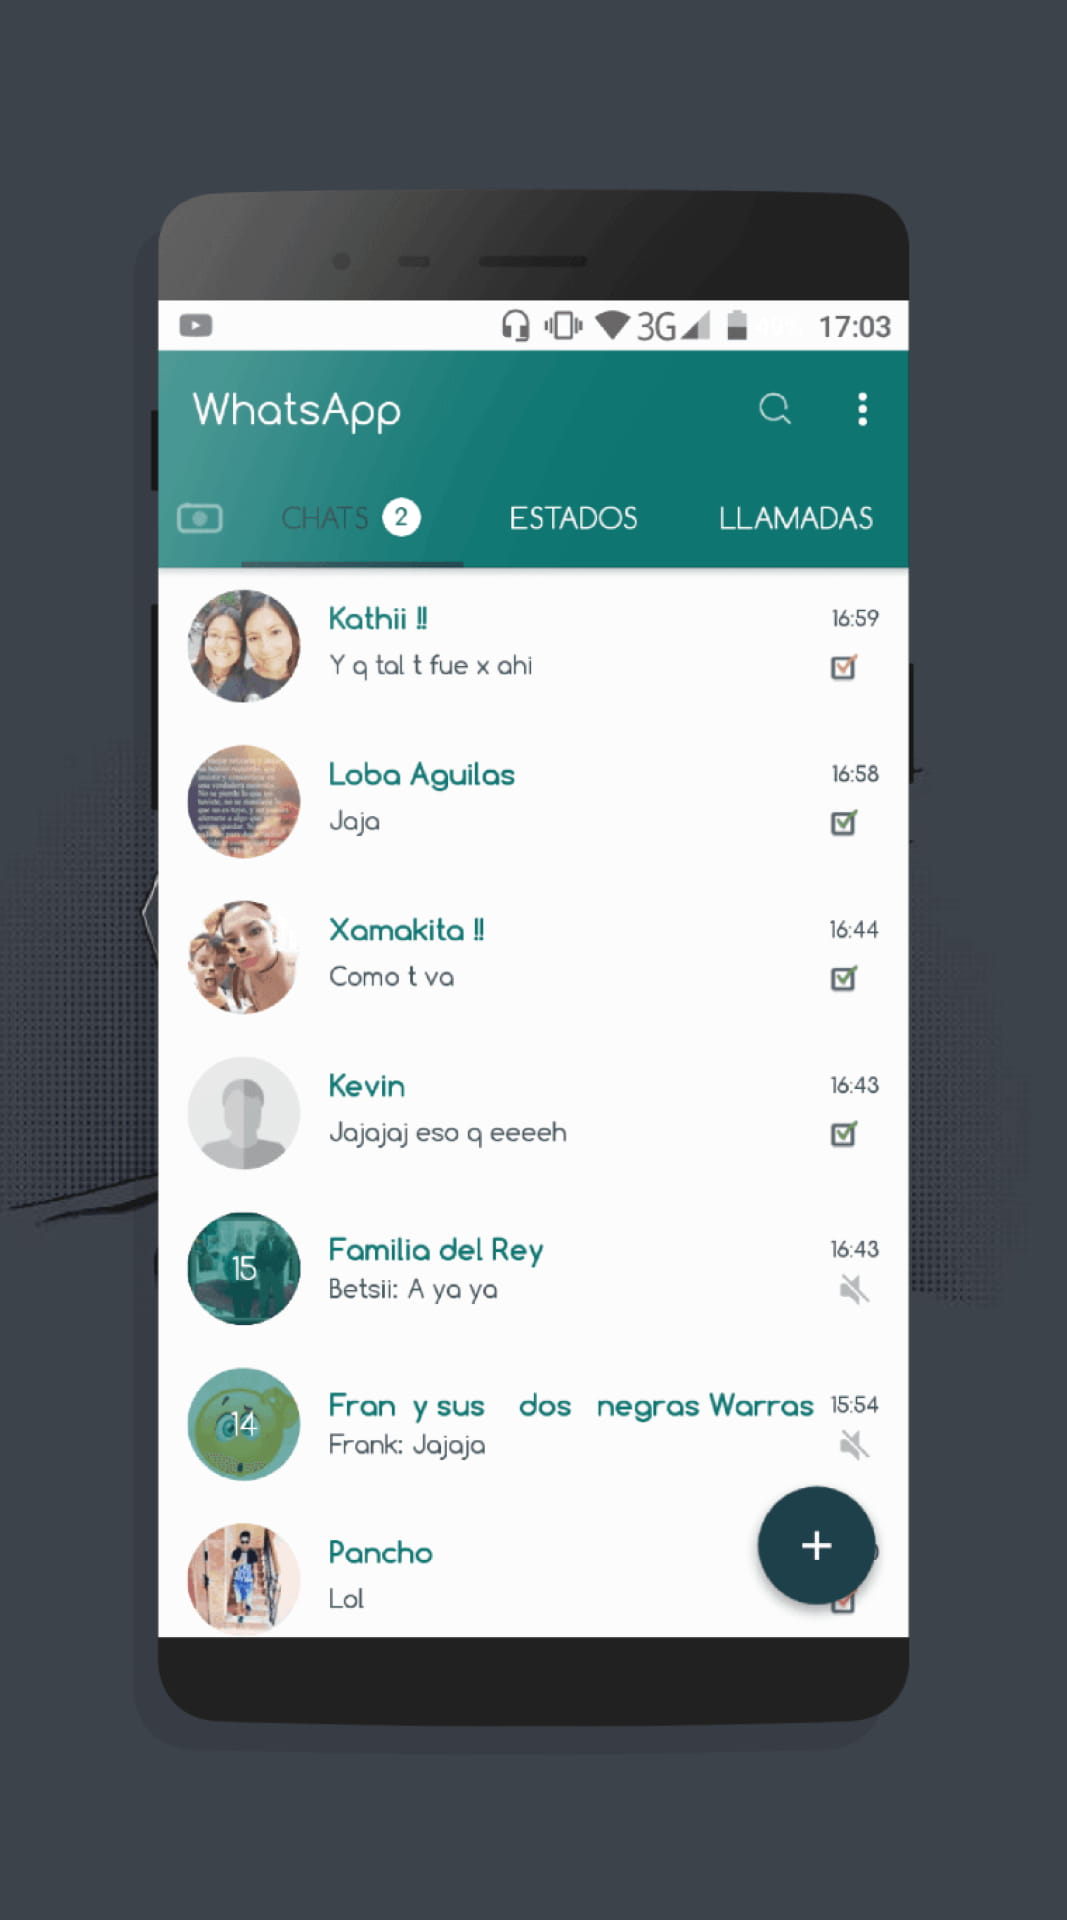 3G 17:03
WhatsApp
CHATS 2 ESTADOS LLAMADAS
Kathii !! 16:59
Y q tal t fue x ahi
Loba Aguilas 16:58
Jaja
Xamakita !! 16:44
Como t va
Kevin 16:43
Jajajaj eso q eeeeh
15 Familia del Rey 16:43
Betsii: A ya ya
14 Fran y sus dos negras Warras 15:54
Frank: Jajaja
Pancho
Lol